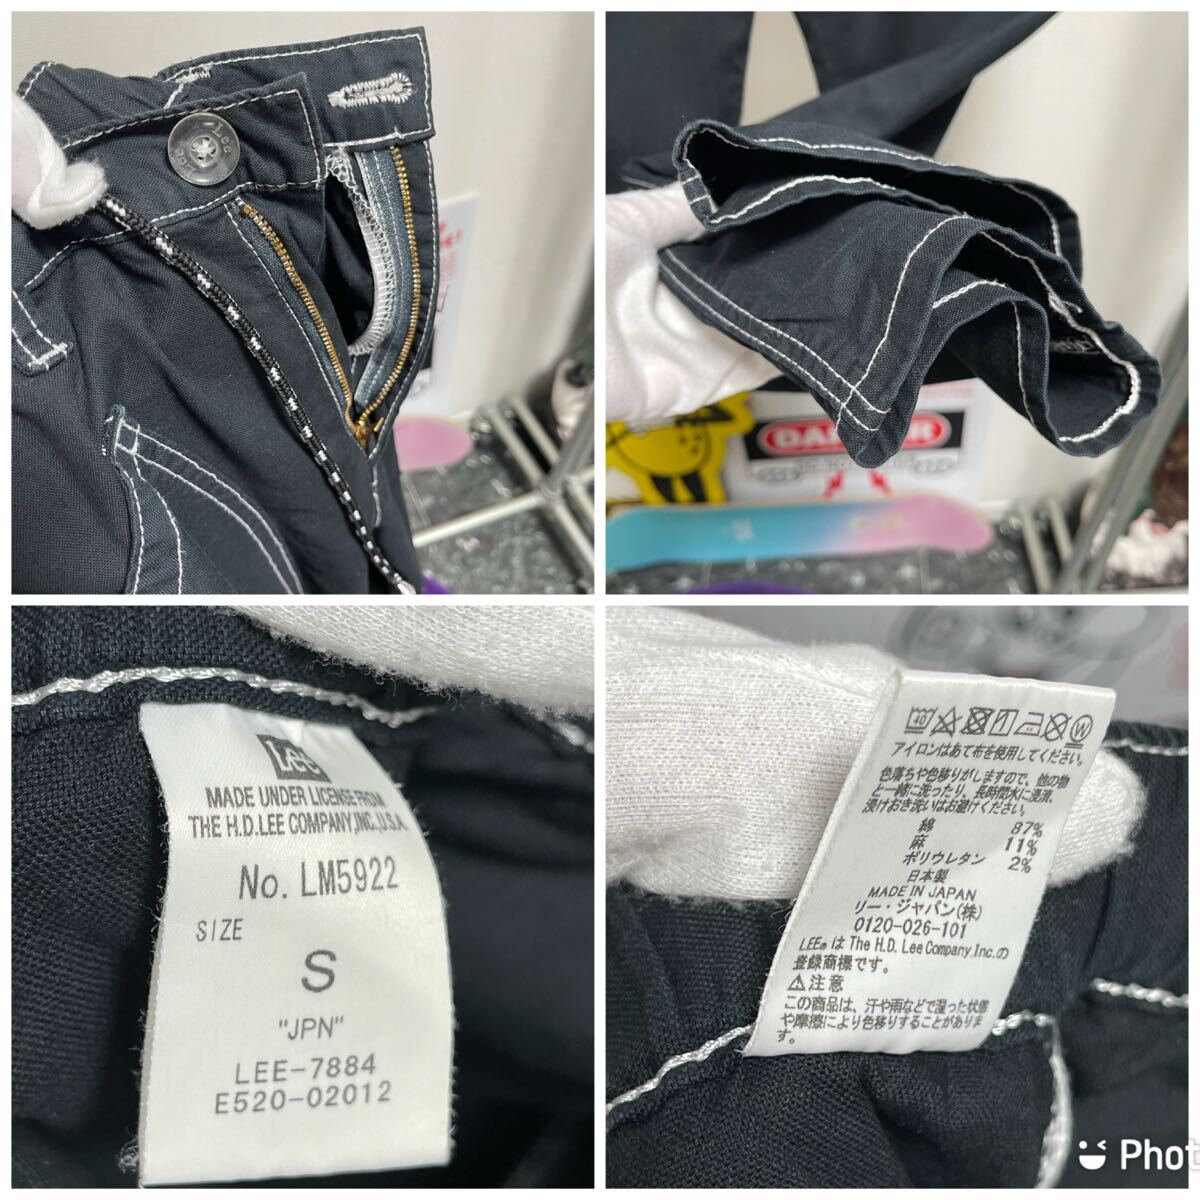 Lee
DANGER
Lee
MADE UNDER LICENSE FROM
THE H.D.LEE COMPANY,INC.,U.S.A.
No. LM5922
SIZE
S
"JPN"
LEE-7884
E520-02012
40
W
アイロンはあて布を使用してください。
色落ちや色移りがしますので、他の物
と一緒に洗ったり、長時間水に浸漬、
浸けおき洗いはお避けください。
綿 87%
麻 11%
ポリウレタン 2%
日本製
MADE IN JAPAN
リー・ジャパン(株)
0120-026-101
LEE® は The H.D. Lee Company,Inc.の
登録商標です。
⚠注意
この商品は、汗や雨などで湿った状態
や摩擦により色移りすることがありま
す。
Phot